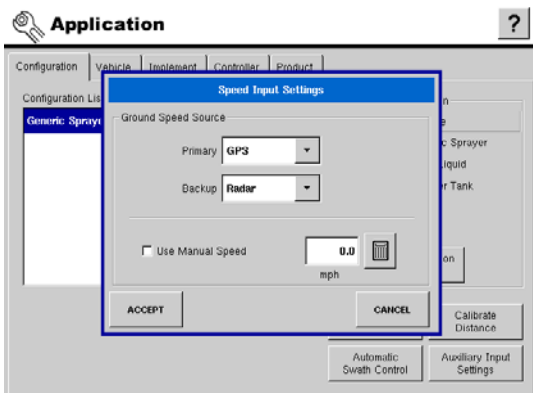 Application
?
Configuration
Vehicle
Implement
Controller
Product
Configuration Lis
Generic Spraye
Speed Input Settings
Ground Speed Source
Primary GPS
Backup Radar
Use Manual Speed 0.0
mph
ACCEPT
CANCEL
n
e
c Sprayer
iquid
r Tank
on
Calibrate
Distance
Automatic
Swath Control
Auxiliary Input
Settings